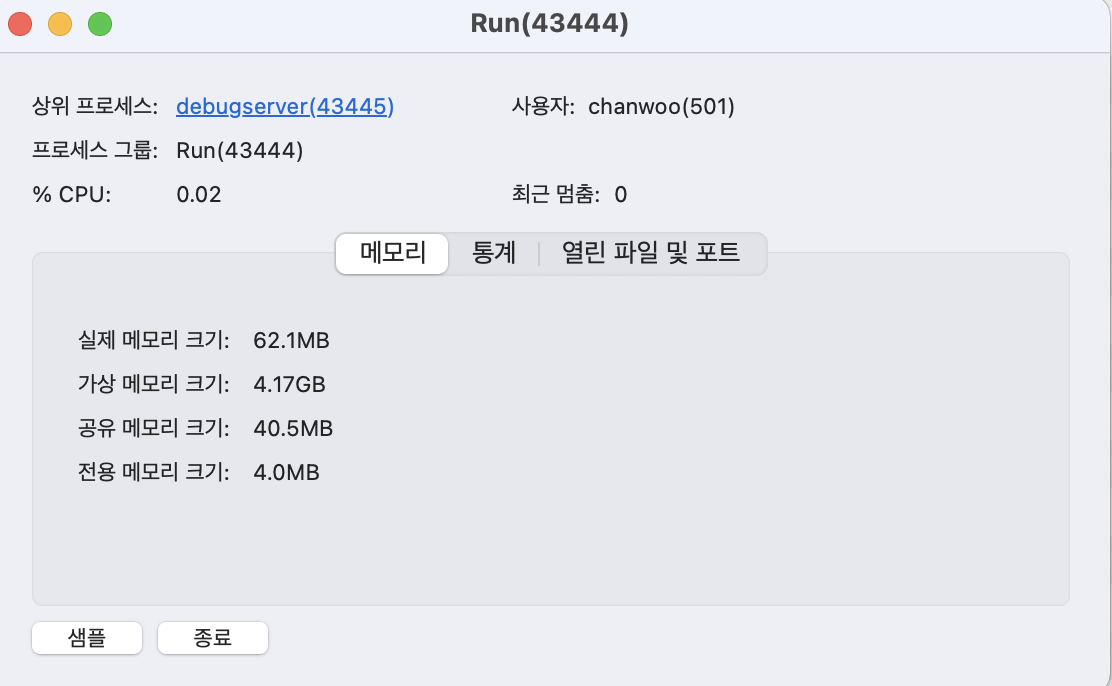 Run(43444)
상위 프로세스: debugserver(43445) 사용자: chanwoo(501)
프로세스 그룹: Run(43444)
% CPU: 0.02 최근 멈춤: 0
메모리 통계 열린 파일 및 포트
실제 메모리 크기: 62.1MB
가상 메모리 크기: 4.17GB
공유 메모리 크기: 40.5MB
전용 메모리 크기: 4.0MB
샘플 종료